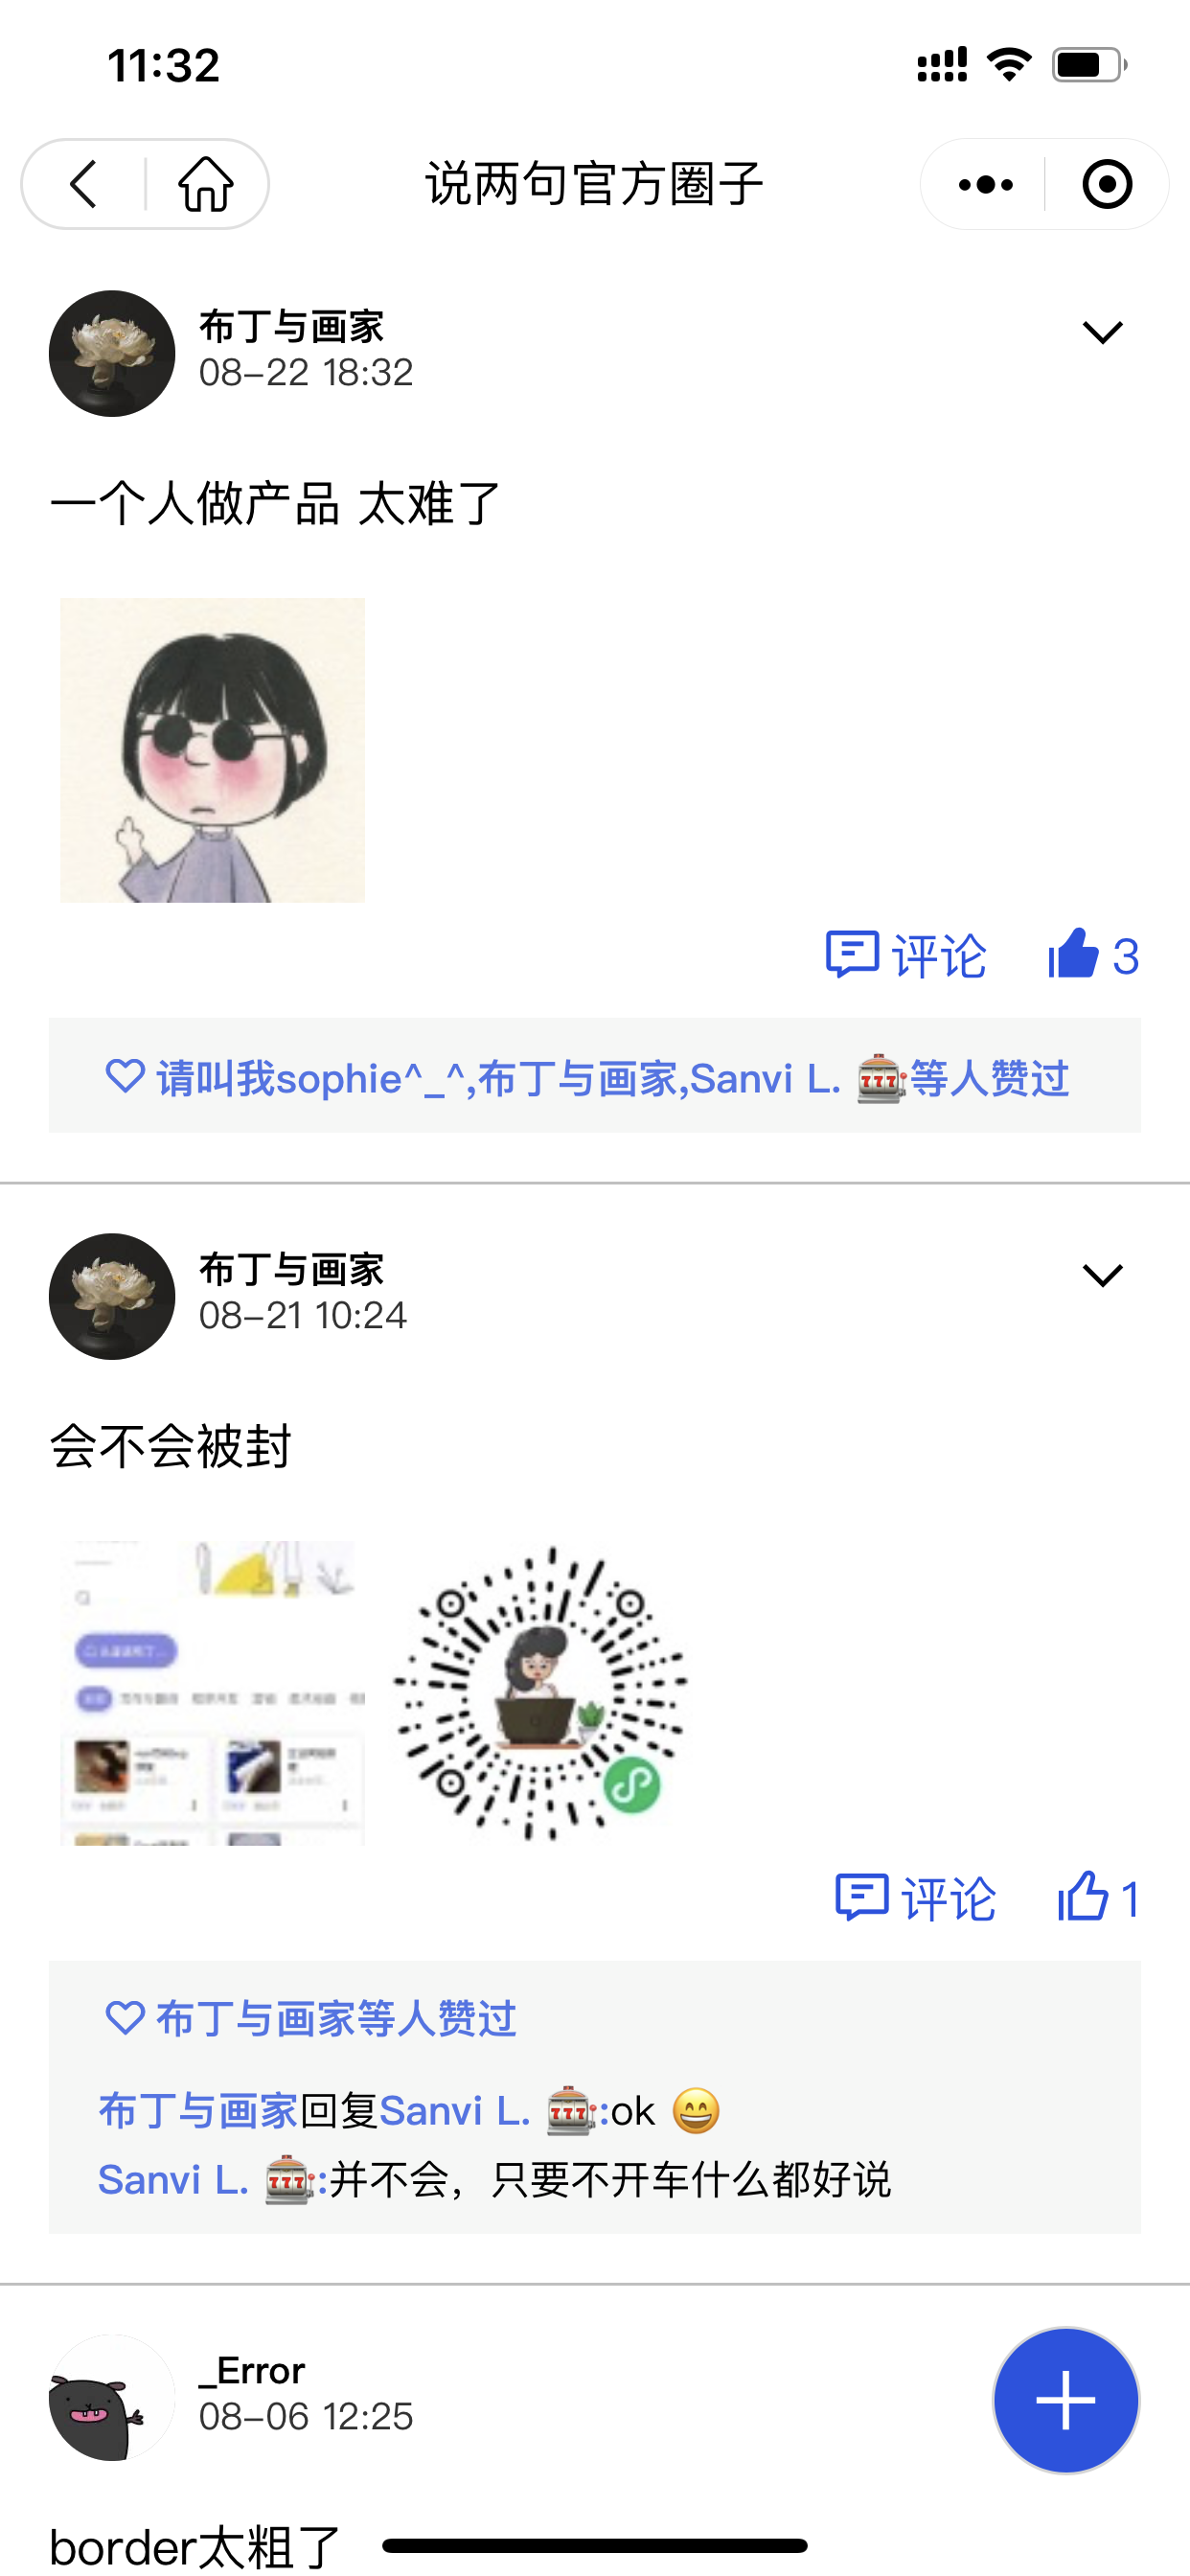 11:32
说两句官方圈子
布丁与画家
08-22 18:32
一个人做产品 太难了
评论 3
请叫我sophie^_^,布丁与画家,Sanvi L. 🎰等人赞过
布丁与画家
08-21 10:24
会不会被封
评论 1
布丁与画家等人赞过
布丁与画家回复Sanvi L. 🎰:ok 😄
Sanvi L. 🎰:并不会，只要不开车什么都好说
_Error
08-06 12:25
border太粗了